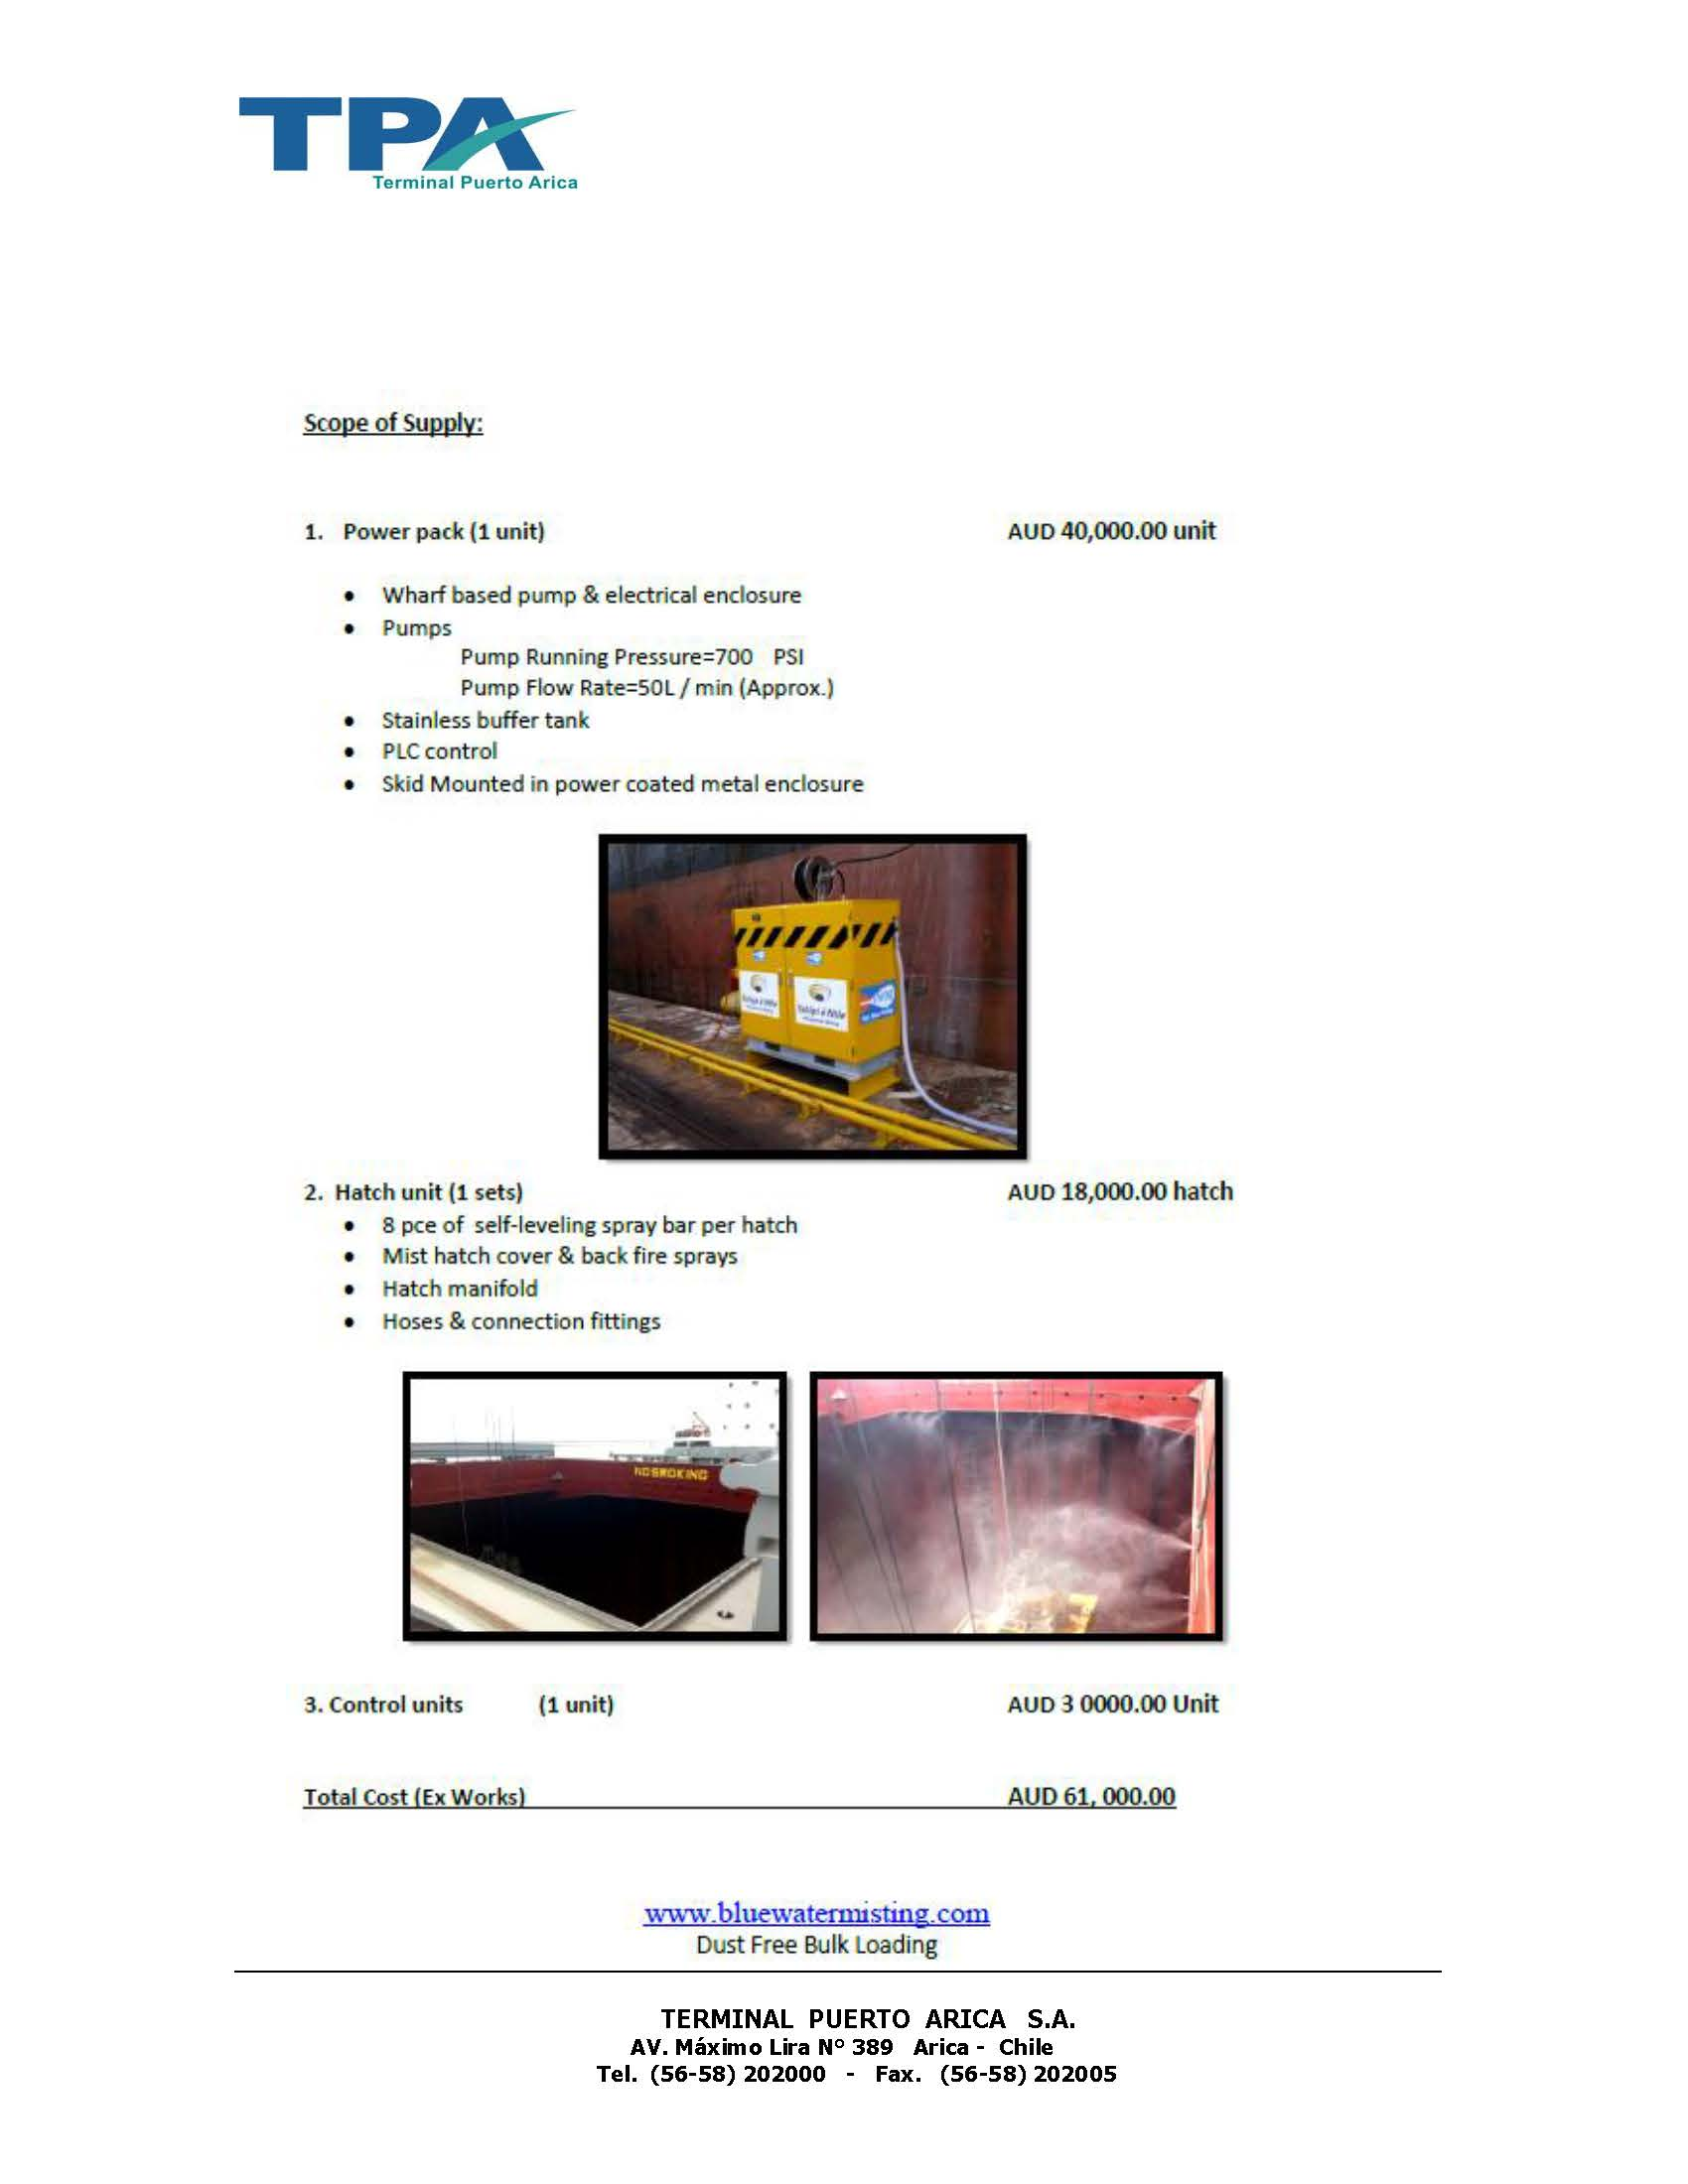 TPA
Terminal Puerto Arica
Scope of Supply:
1. Power pack (1 unit) AUD 40,000.00 unit
• Wharf based pump & electrical enclosure
• Pumps
Pump Running Pressure=700 PSI
Pump Flow Rate=50L / min (Approx.)
• Stainless buffer tank
• PLC control
• Skid Mounted in power coated metal enclosure
2. Hatch unit (1 sets) AUD 18,000.00 hatch
• 8 pce of self-leveling spray bar per hatch
• Mist hatch cover & back fire sprays
• Hatch manifold
• Hoses & connection fittings
NO SMOKING
3. Control units (1 unit) AUD 3 0000.00 Unit
Total Cost (Ex Works) AUD 61, 000.00
www.bluewatermisting.com
Dust Free Bulk Loading
TERMINAL PUERTO ARICA S.A.
AV. Máximo Lira Nº 389 Arica - Chile
Tel. (56-58) 202000 - Fax. (56-58) 202005